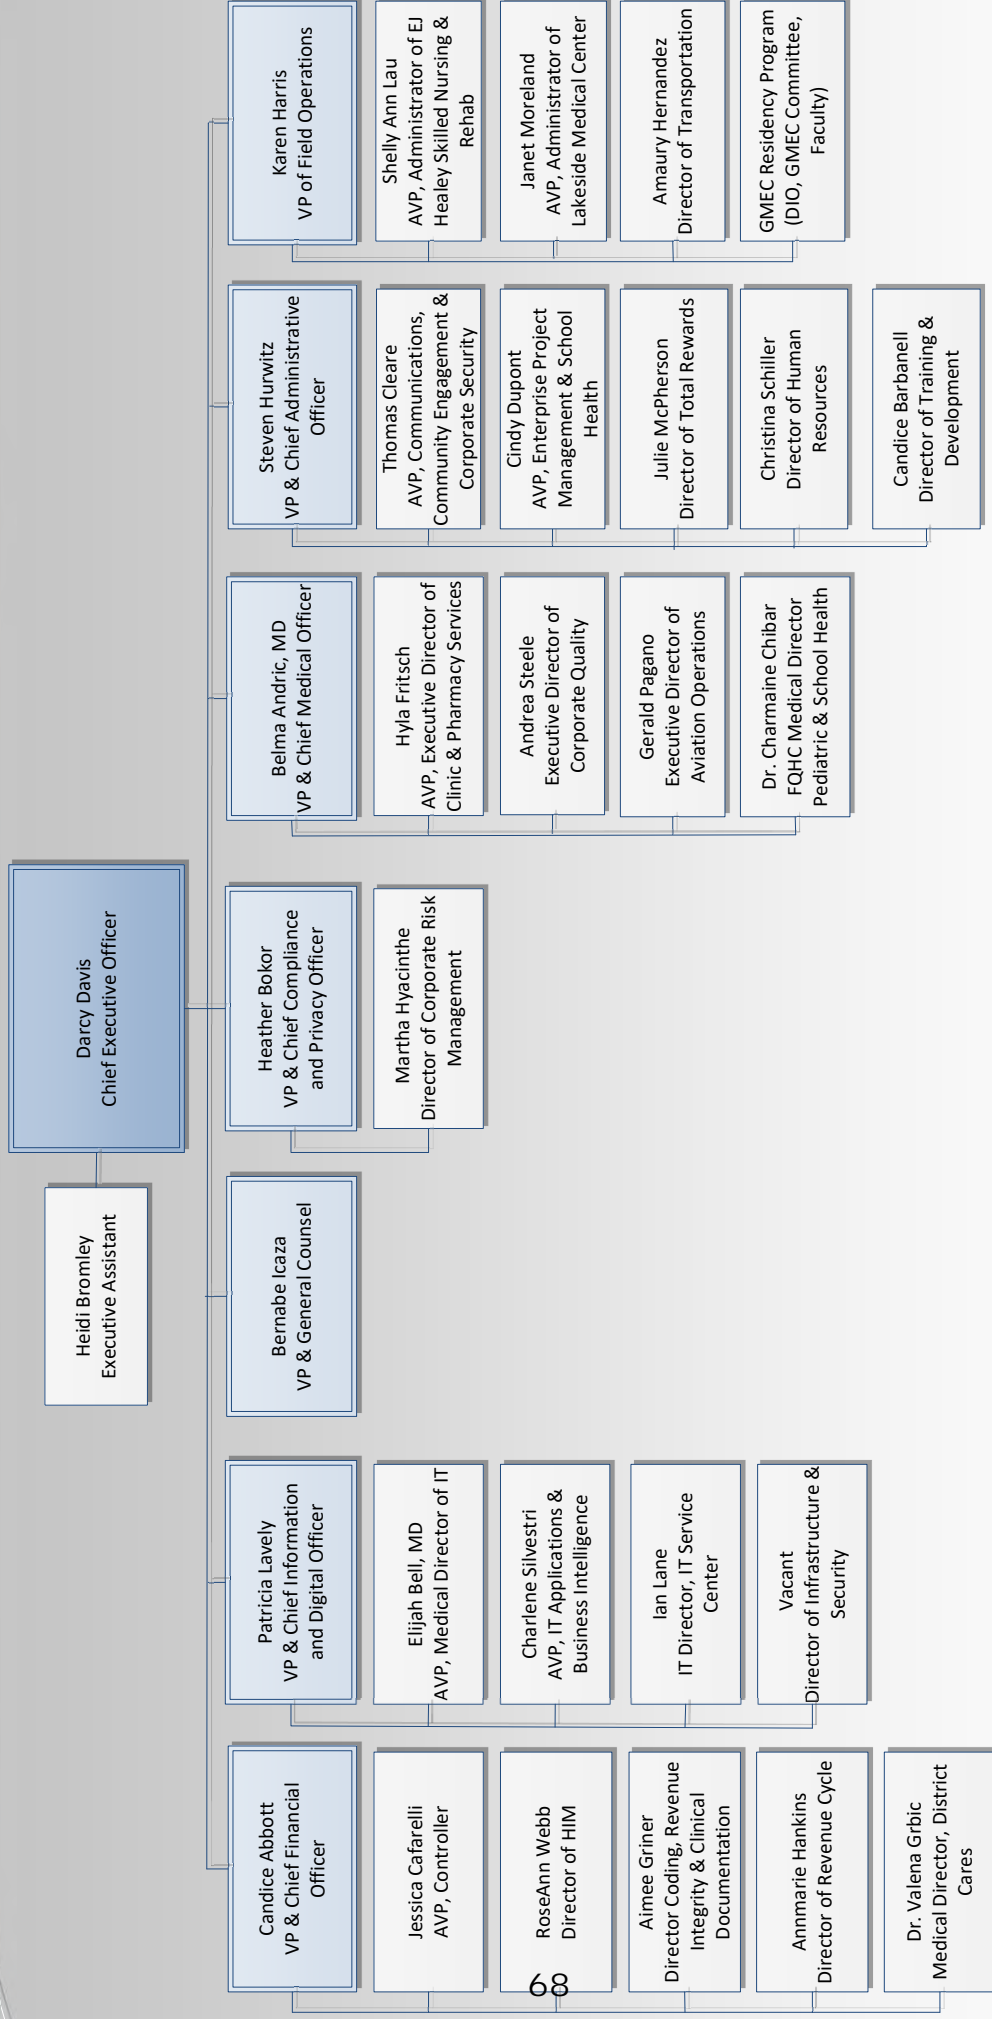 Darcy Davis
Chief Executive Officer
Heidi Bromley
Executive Assistant
Candice Abbott
VP & Chief Financial
Officer
Jessica Cafarelli
AVP, Controller
RoseAnn Webb
Director of HIM
Aimee Griner
Director Coding, Revenue
Integrity & Clinical
Documentation
Annmarie Hankins
Director of Revenue Cycle
Dr. Valena Grbic
Medical Director, District
Cares
Patricia Lavely
VP & Chief Information
and Digital Officer
Elijah Bell, MD
AVP, Medical Director of IT
Charlene Silvestri
AVP, IT Applications &
Business Intelligence
Ian Lane
IT Director, IT Service
Center
Vacant
Director of Infrastructure &
Security
Bernabe Icaza
VP & General Counsel
Heather Bokor
VP & Chief Compliance
and Privacy Officer
Martha Hyacinthe
Director of Corporate Risk
Management
Belma Andric, MD
VP & Chief Medical Officer
Hyla Fritsch
AVP, Executive Director of
Clinic & Pharmacy Services
Andrea Steele
Executive Director of
Corporate Quality
Gerald Pagano
Executive Director of
Aviation Operations
Dr. Charmaine Chibar
FQHC Medical Director
Pediatric & School Health
Steven Hurwitz
VP & Chief Administrative
Officer
Thomas Cleare
AVP, Communications,
Community Engagement &
Corporate Security
Cindy Dupont
AVP, Enterprise Project
Management & School
Health
Julie McPherson
Director of Total Rewards
Christina Schiller
Director of Human
Resources
Candice Barbanell
Director of Training &
Development
Karen Harris
VP of Field Operations
Shelly Ann Lau
AVP, Administrator of EJ
Healey Skilled Nursing &
Rehab
Janet Moreland
AVP, Administrator of
Lakeside Medical Center
Amaury Hernandez
Director of Transportation
GMEC Residency Program
(DIO, GMEC Committee,
Faculty)
68